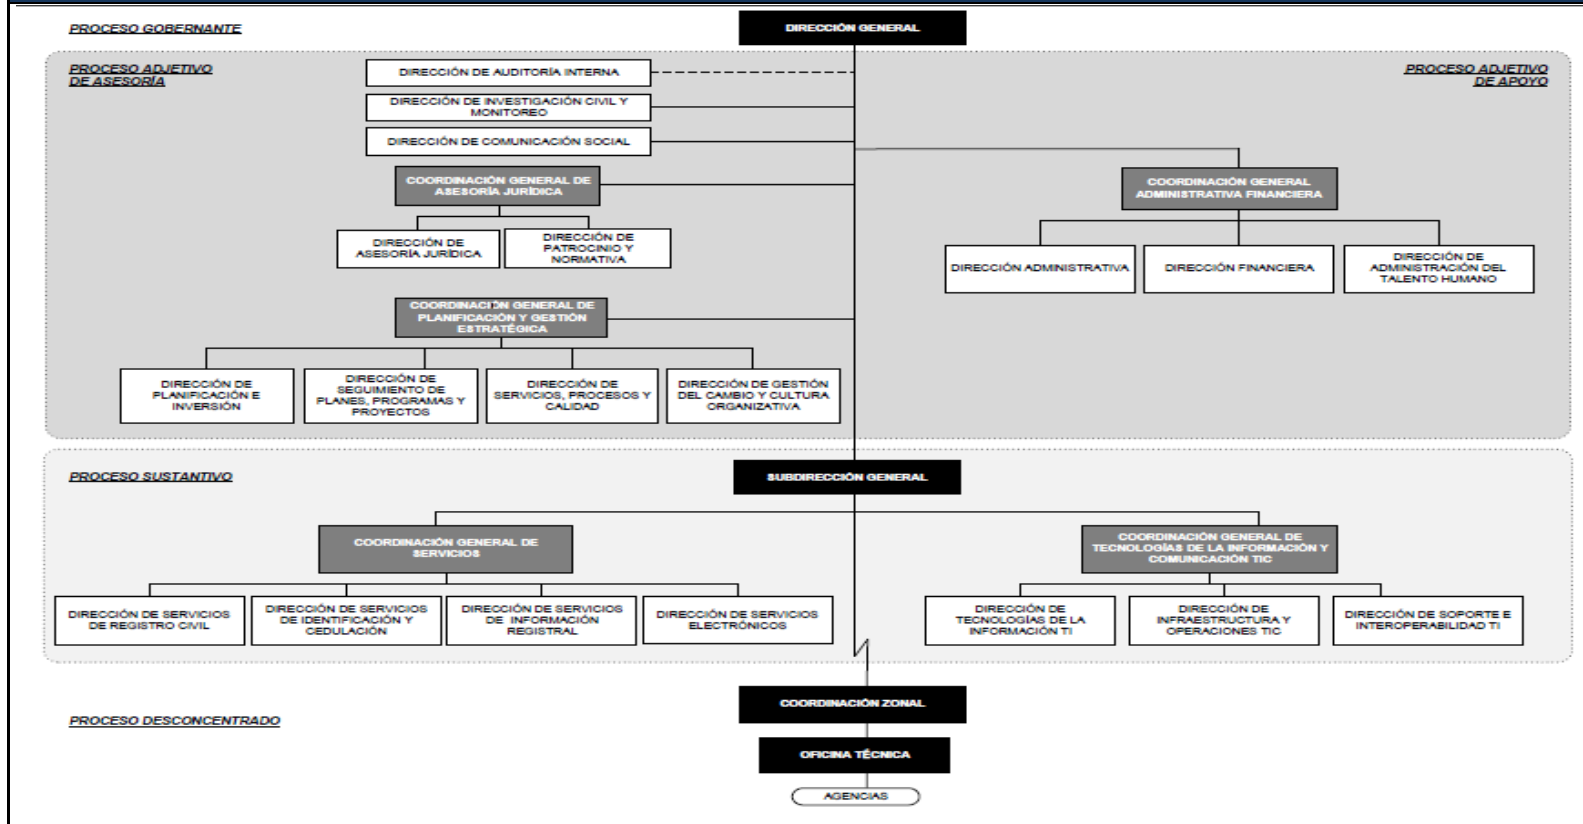 PROCESO GOBERNANTE
DIRECCIÓN GENERAL
PROCESO ADJETIVO
DE ASESORÍA
PROCESO ADJETIVO
DE APOYO
DIRECCIÓN DE AUDITORÍA INTERNA
DIRECCIÓN DE INVESTIGACIÓN CIVIL Y
MONITOREO
DIRECCIÓN DE COMUNICACIÓN SOCIAL
COORDINACIÓN GENERAL DE
ASESORÍA JURÍDICA
COORDINACIÓN GENERAL
ADMINISTRATIVA FINANCIERA
DIRECCIÓN DE
ASESORÍA JURÍDICA
DIRECCIÓN DE
PATROCINIO Y
NORMATIVA
DIRECCIÓN ADMINISTRATIVA
DIRECCIÓN FINANCIERA
DIRECCIÓN DE
ADMINISTRACIÓN DEL
TALENTO HUMANO
COORDINACIÓN GENERAL DE
PLANIFICACIÓN Y GESTIÓN
ESTRATÉGICA
DIRECCIÓN DE
PLANIFICACIÓN E
INVERSIÓN
DIRECCIÓN DE
SEGUIMIENTO DE
PLANES, PROGRAMAS Y
PROYECTOS
DIRECCIÓN DE
SERVICIOS, PROCESOS Y
CALIDAD
DIRECCIÓN DE GESTIÓN
DEL CAMBIO Y CULTURA
ORGANIZATIVA
PROCESO SUSTANTIVO
SUBDIRECCIÓN GENERAL
COORDINACIÓN GENERAL DE
SERVICIOS
COORDINACIÓN GENERAL DE
TECNOLOGÍAS DE LA INFORMACIÓN Y
COMUNICACIÓN TIC
DIRECCIÓN DE SERVICIOS
DE REGISTRO CIVIL
DIRECCIÓN DE SERVICIOS
DE IDENTIFICACIÓN Y
CEDULACIÓN
DIRECCIÓN DE SERVICIOS
DE INFORMACIÓN
REGISTRAL
DIRECCIÓN DE SERVICIOS
ELECTRÓNICOS
DIRECCIÓN DE
TECNOLOGÍAS DE LA
INFORMACIÓN TI
DIRECCIÓN DE
INFRAESTRUCTURA Y
OPERACIONES TIC
DIRECCIÓN DE SOPORTE E
INTEROPERABILIDAD TI
PROCESO DESCONCENTRADO
COORDINACIÓN ZONAL
OFICINA TÉCNICA
AGENCIAS